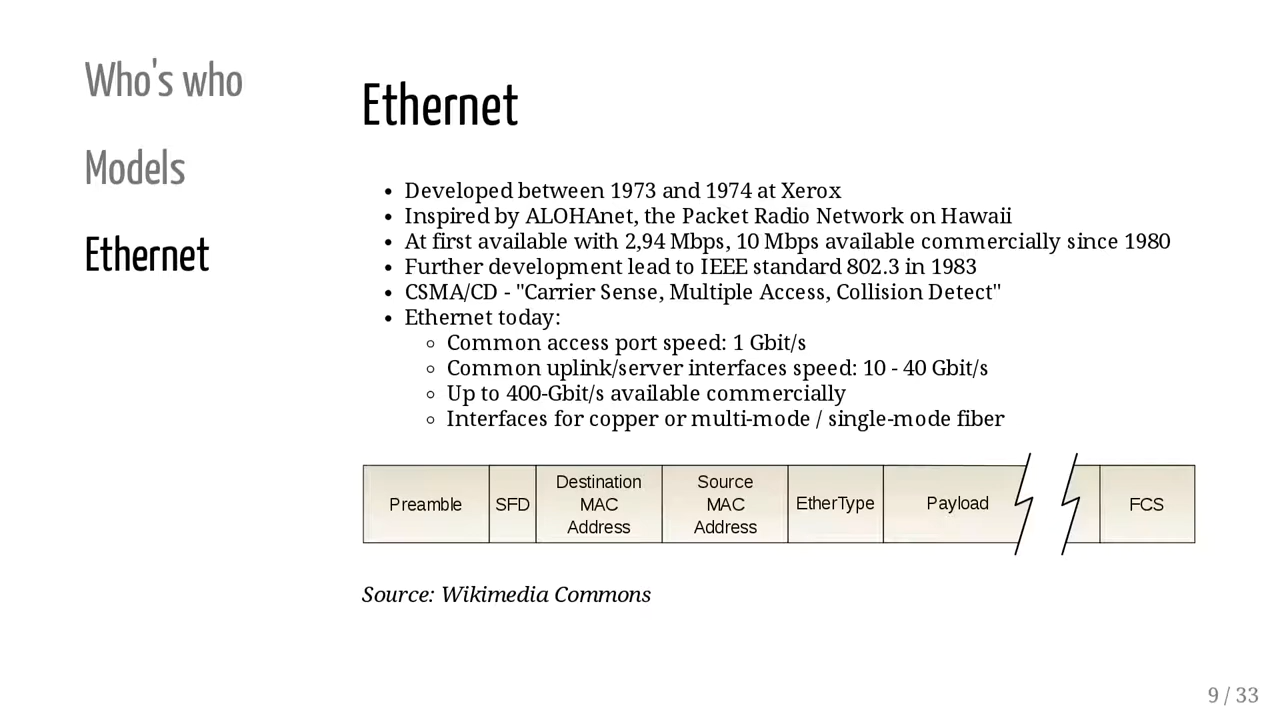 Who's who
Models
Ethernet
Ethernet
• Developed between 1973 and 1974 at Xerox
• Inspired by ALOHAnet, the Packet Radio Network on Hawaii
• At first available with 2,94 Mbps, 10 Mbps available commercially since 1980
• Further development lead to IEEE standard 802.3 in 1983
• CSMA/CD - "Carrier Sense, Multiple Access, Collision Detect"
• Ethernet today:
◦ Common access port speed: 1 Gbit/s
◦ Common uplink/server interfaces speed: 10 - 40 Gbit/s
◦ Up to 400-Gbit/s available commercially
◦ Interfaces for copper or multi-mode / single-mode fiber
Preamble
SFD
Destination
MAC
Address
Source
MAC
Address
EtherType
Payload
FCS
Source: Wikimedia Commons
9 / 33